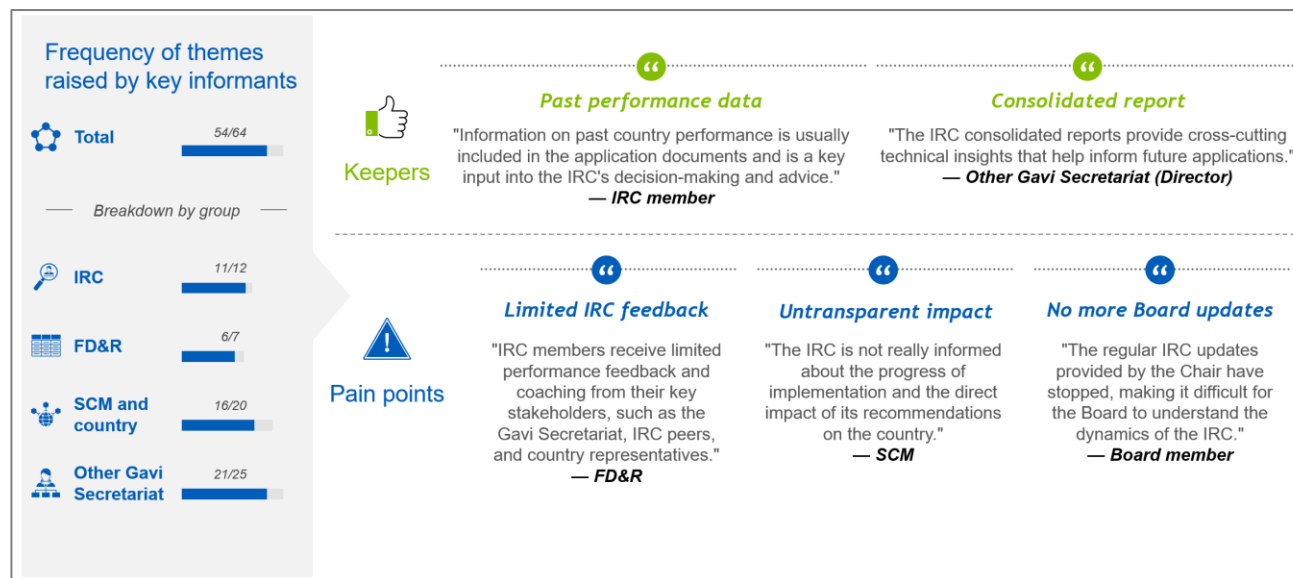 Frequency of themes
raised by key informants
Total
54/64
Breakdown by group
IRC
11/12
FD&R
6/7
SCM and
country
16/20
Other Gavi
Secretariat
21/25
Keepers
“
Past performance data
"Information on past country performance is usually
included in the application documents and is a key
input into the IRC's decision-making and advice."
— IRC member
“
Consolidated report
"The IRC consolidated reports provide cross-cutting
technical insights that help inform future applications."
— Other Gavi Secretariat (Director)
Pain points
“
Limited IRC feedback
"IRC members receive limited
performance feedback and
coaching from their key
stakeholders, such as the
Gavi Secretariat, IRC peers,
and country representatives."
— FD&R
“
Untransparent impact
"The IRC is not really informed
about the progress of
implementation and the direct
impact of its recommendations
on the country."
— SCM
“
No more Board updates
"The regular IRC updates
provided by the Chair have
stopped, making it difficult for
the Board to understand the
dynamics of the IRC."
— Board member